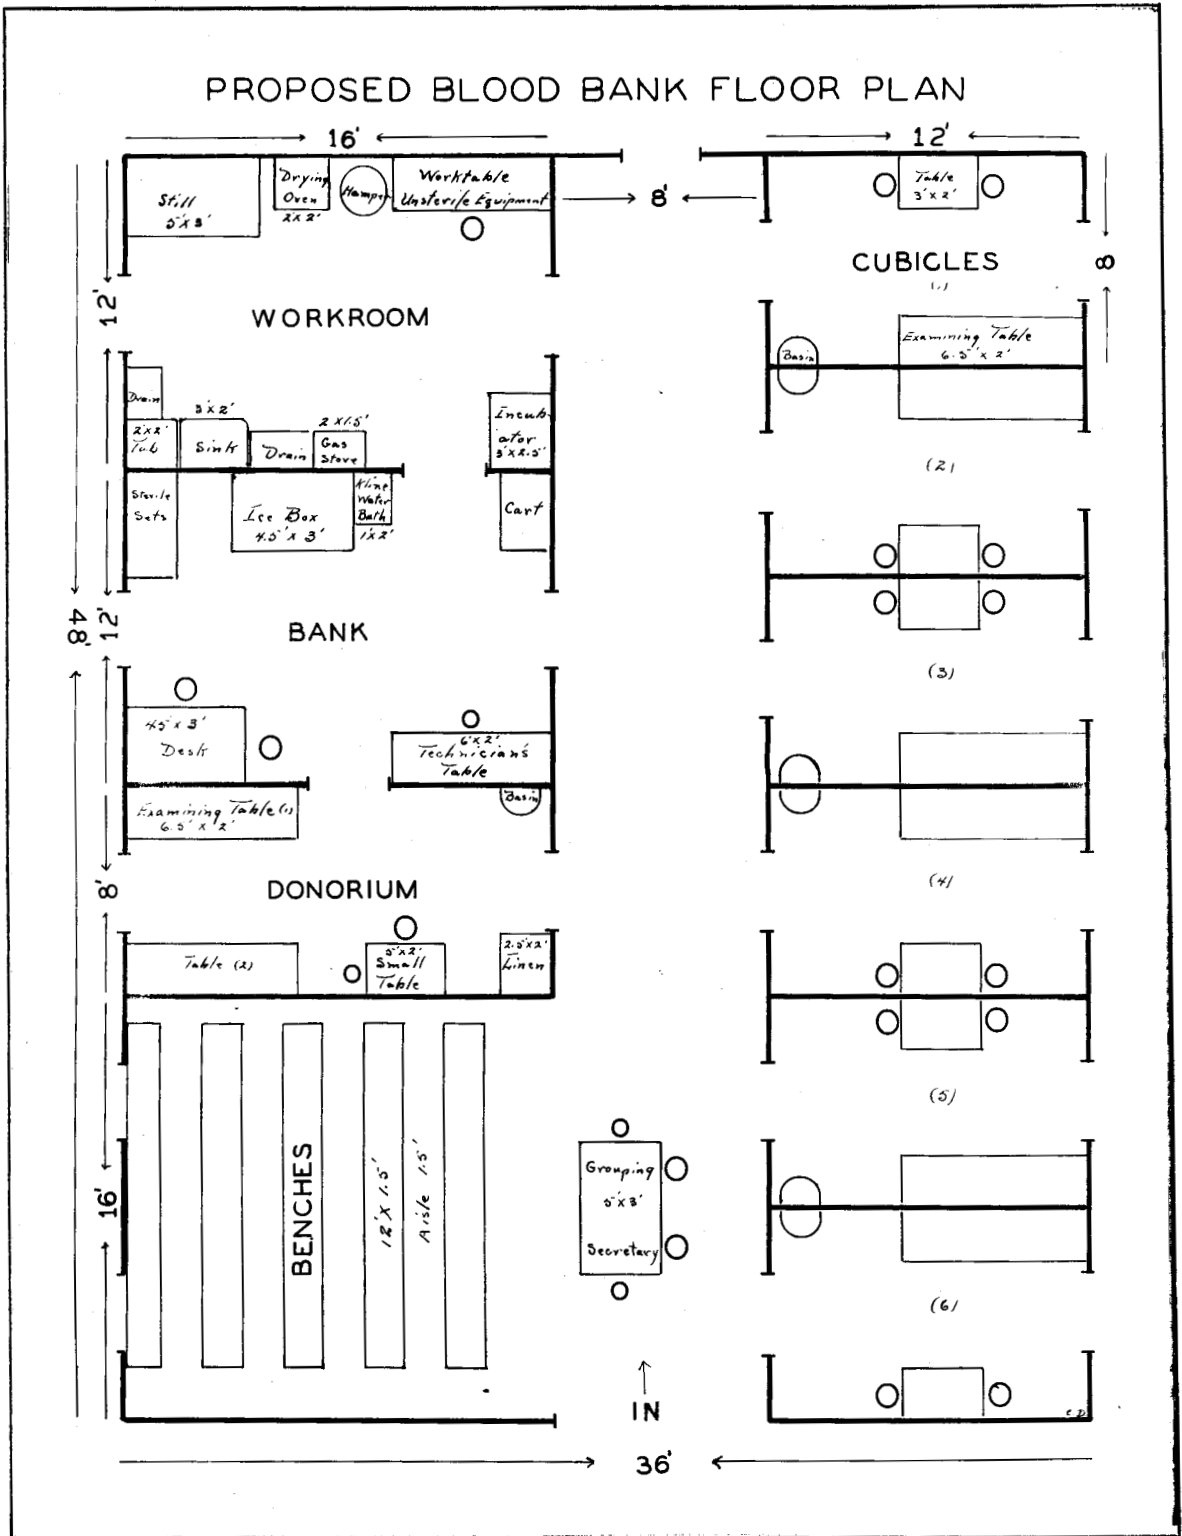 PROPOSED BLOOD BANK FLOOR PLAN
16'
12'
Still
5'X3'
Drying
Oven
2'X2'
Hamper
Worktable
Unsterile Equipment
8'
Table
3'X2'
CUBICLES
8
(1)
12'
WORKROOM
Examining Table
6.5'X2'
Basin
Drain
2'X2'
Tub
3'X2'
Sink
Drain
2'X1.5'
Gas
Stove
Incub-
ator
3'X2.5'
(2)
Sterile
Sets
Ice Box
4.5'X3'
Kline
Water
Bath
1'X2'
Cart
48'
12'
BANK
(3)
4.5'X3'
Desk
6'X2'
Technician's
Table
Examining Table (1)
6.5'X2'
Basin
8'
DONORIUM
(4)
Table (2)
3'X2'
Small
Table
2.5'X2'
Linen
(5)
16'
BENCHES
12'X1.5'
Aisle 1.5'
Grouping
5'X3'
Secretary
(6)
IN
C.D.
36'